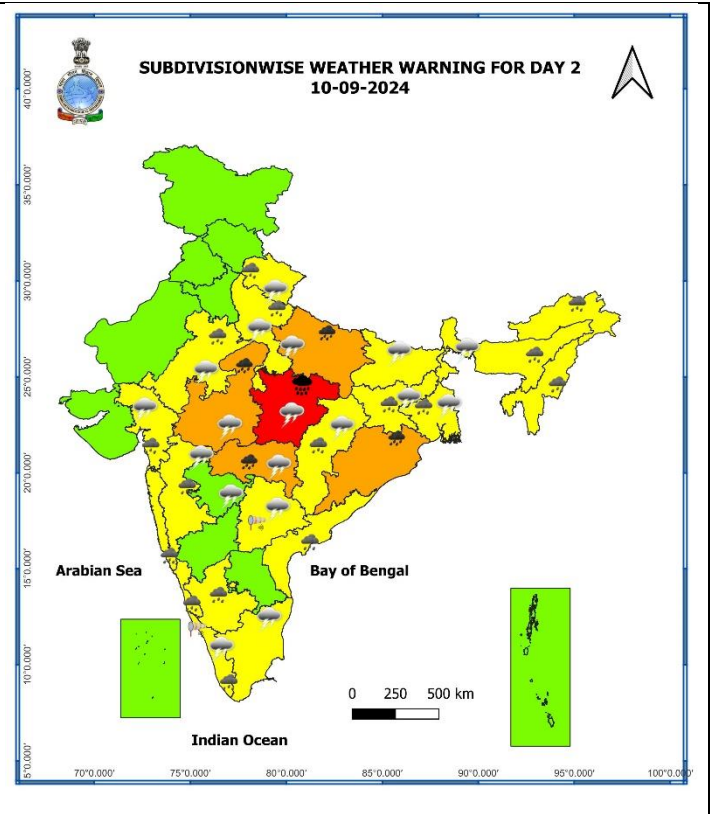 SUBDIVISIONWISE WEATHER WARNING FOR DAY 2
10-09-2024
40°0.000'
35°0.000'
30°0.000'
25°0.000'
20°0.000'
15°0.000'
10°0.000'
5°0.000'
Arabian Sea
Bay of Bengal
0 250 500 km
Indian Ocean
70°0.000' 75°0.000' 80°0.000' 85°0.000' 90°0.000' 95°0.000' 100°0.000'